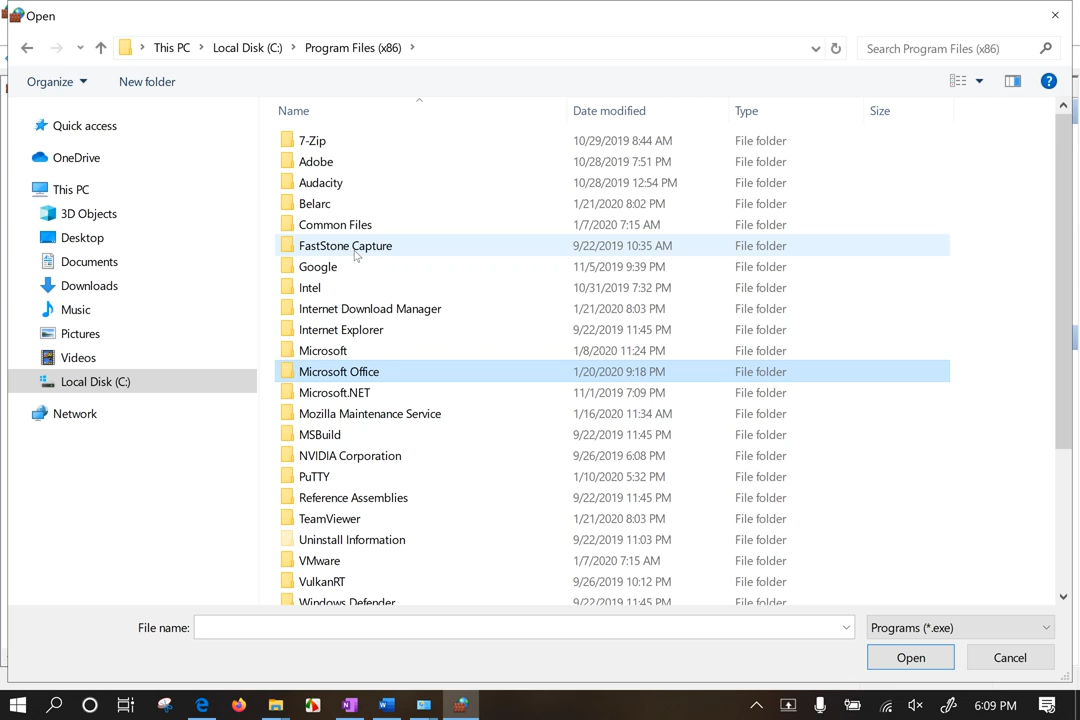 Open
This PC > Local Disk (C:) > Program Files (x86) >
Search Program Files (x86)
Organize
New folder
Name Date modified Type Size
Quick access
OneDrive
This PC
3D Objects
Desktop
Documents
Downloads
Music
Pictures
Videos
Local Disk (C:)
Network
7-Zip 10/29/2019 8:44 AM File folder
Adobe 10/28/2019 7:51 PM File folder
Audacity 10/28/2019 12:54 PM File folder
Belarc 1/21/2020 8:02 PM File folder
Common Files 1/7/2020 7:15 AM File folder
FastStone Capture 9/22/2019 10:35 AM File folder
Google 11/5/2019 9:39 PM File folder
Intel 10/31/2019 7:32 PM File folder
Internet Download Manager 1/21/2020 8:03 PM File folder
Internet Explorer 9/22/2019 11:45 PM File folder
Microsoft 1/8/2020 11:24 PM File folder
Microsoft Office 1/20/2020 9:18 PM File folder
Microsoft.NET 11/1/2019 7:09 PM File folder
Mozilla Maintenance Service 1/16/2020 11:34 AM File folder
MSBuild 9/22/2019 11:45 PM File folder
NVIDIA Corporation 9/26/2019 6:08 PM File folder
PuTTY 1/10/2020 5:32 PM File folder
Reference Assemblies 9/22/2019 11:45 PM File folder
TeamViewer 1/21/2020 8:03 PM File folder
Uninstall Information 9/22/2019 11:03 PM File folder
VMware 1/7/2020 7:15 AM File folder
VulkanRT 9/26/2019 10:12 PM File folder
Windows Defender 9/22/2019 11:45 PM File folder
File name:
Programs (*.exe)
Open
Cancel
6:09 PM